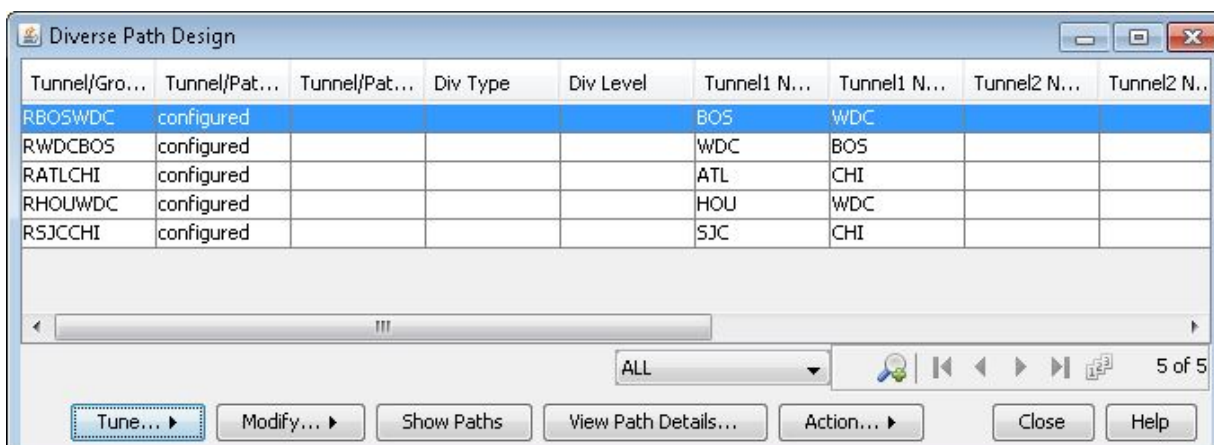 Diverse Path Design
Tunnel/Gro... Tunnel/Pat... Tunnel/Pat... Div Type Div Level Tunnel1 N... Tunnel1 N... Tunnel2 N... Tunnel2 N..
RBOSWDC configured BOS WDC
RWDCBOS configured WDC BOS
RATLCHI configured ATL CHI
RHOUWDC configured HOU WDC
RSJCCHI configured SJC CHI
ALL 5 of 5
Tune... Modify... Show Paths View Path Details... Action... Close Help